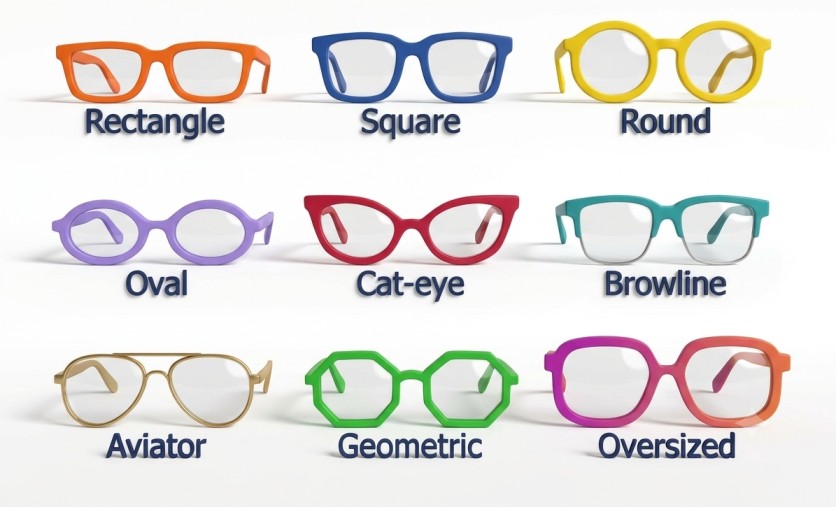 Rectangle
Square
Round
Oval
Cat-eye
Browline
Aviator
Geometric
Oversized